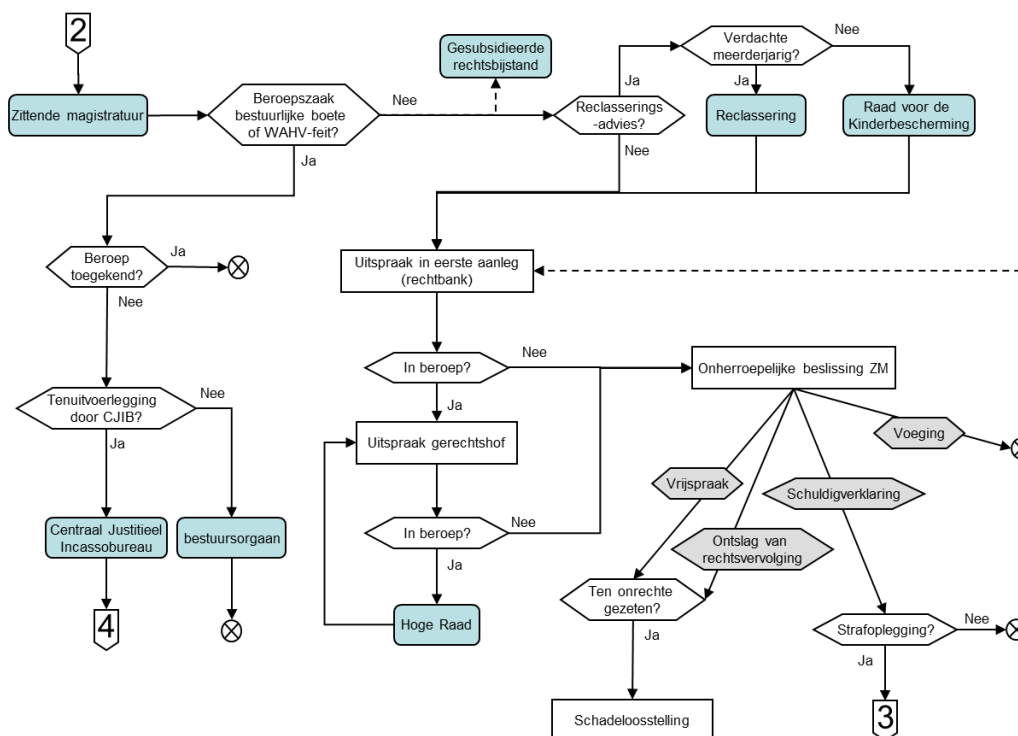 2
Zittende magistratuur
Beroepszaak
bestuurlijke boete
of WAHV-feit?
Nee
Ja
Gesubsidieerde
rechtsbijstand
Reclasserings
-advies?
Ja
Nee
Verdachte
meerderjarig?
Nee
Ja
Reclassering
Raad voor de
Kinderbescherming
Beroep
toegekend?
Ja
Nee
Uitspraak in eerste aanleg
(rechtbank)
In beroep?
Nee
Ja
Onherroepelijke beslissing ZM
Tenuitvoerlegging
door CJIB?
Nee
Ja
Uitspraak gerechtshof
Voeging
Vrijspraak
Schuldigverklaring
Centraal Justitieel
Incassobureau
bestuursorgaan
In beroep?
Nee
Ja
Ontslag van
rechtsvervolging
Ten onrechte
gezeten?
Ja
4
Hoge Raad
Strafoplegging?
Nee
Ja
Schadeloosstelling
3